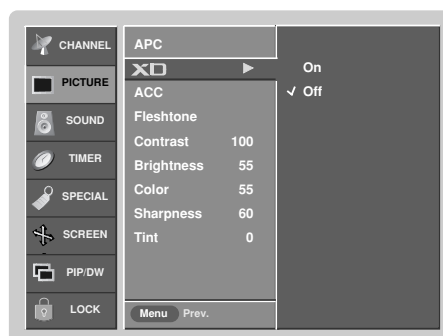 CHANNEL
PICTURE
SOUND
TIMER
SPECIAL
SCREEN
PIP/DW
LOCK
APC
XD
ACC
Fleshtone
Contrast 100
Brightness 55
Color 55
Sharpness 60
Tint 0
Menu Prev.
On
✓ Off